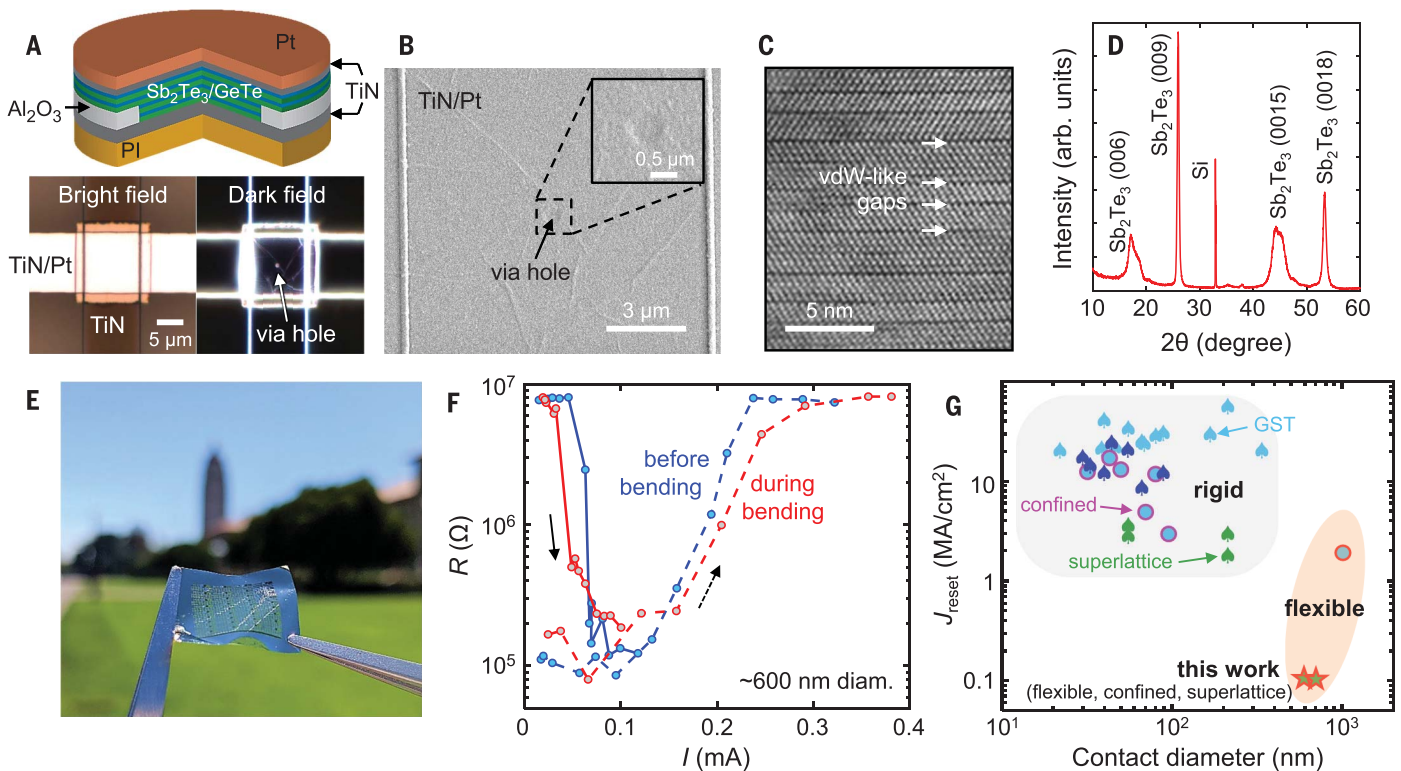 A
Pt
TiN
Sb2Te3/GeTe
Al2O3
PI
Bright field
Dark field
TiN/Pt
TiN
5 µm
via hole
B
TiN/Pt
0.5 µm
via hole
3 µm
C
vdW-like
gaps
5 nm
D
Intensity (arb. units)
Sb2Te3 (006)
Sb2Te3 (009)
Si
Sb2Te3 (0015)
Sb2Te3 (0018)
10 20 30 40 50 60
2θ (degree)
E
F
R (Ω)
10^7
10^6
10^5
before
bending
during
bending
~600 nm diam.
0 0.1 0.2 0.3 0.4
I (mA)
G
Jreset (MA/cm2)
10
1
0.1
GST
rigid
confined
superlattice
flexible
this work
(flexible, confined, superlattice)
10^1 10^2 10^3
Contact diameter (nm)